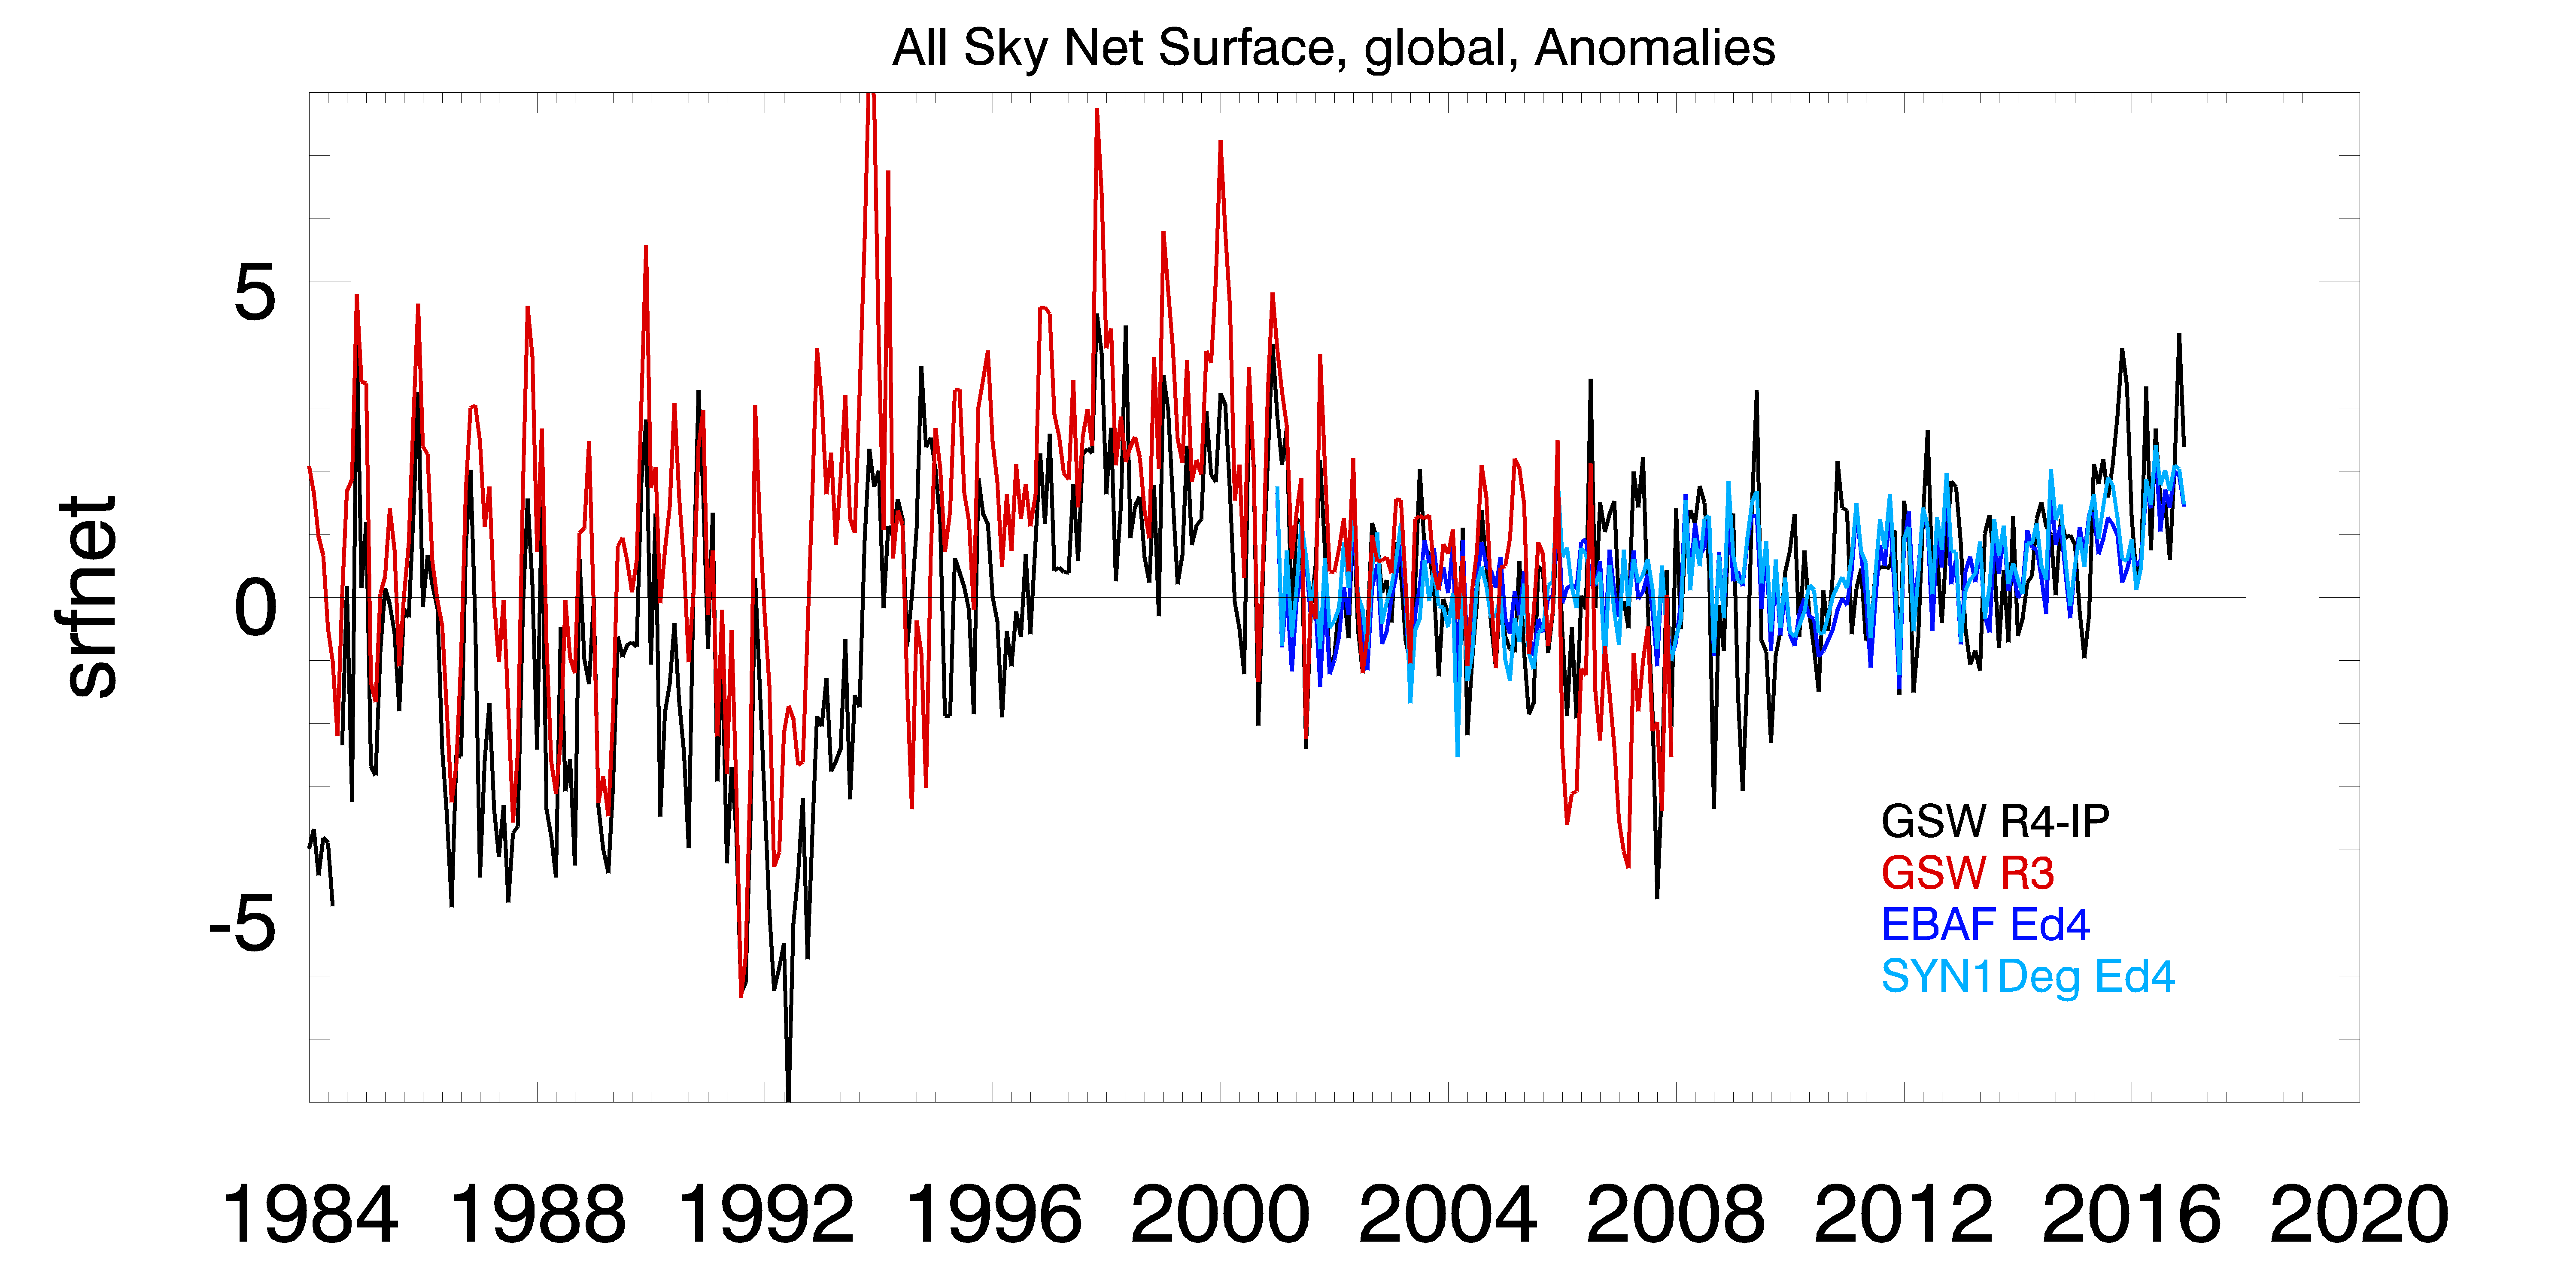 All Sky Net Surface, global, Anomalies
srfnet
5
0
-5
GSW R4-IP
GSW R3
EBAF Ed4
SYN1Deg Ed4
1984 1988 1992 1996 2000 2004 2008 2012 2016 2020